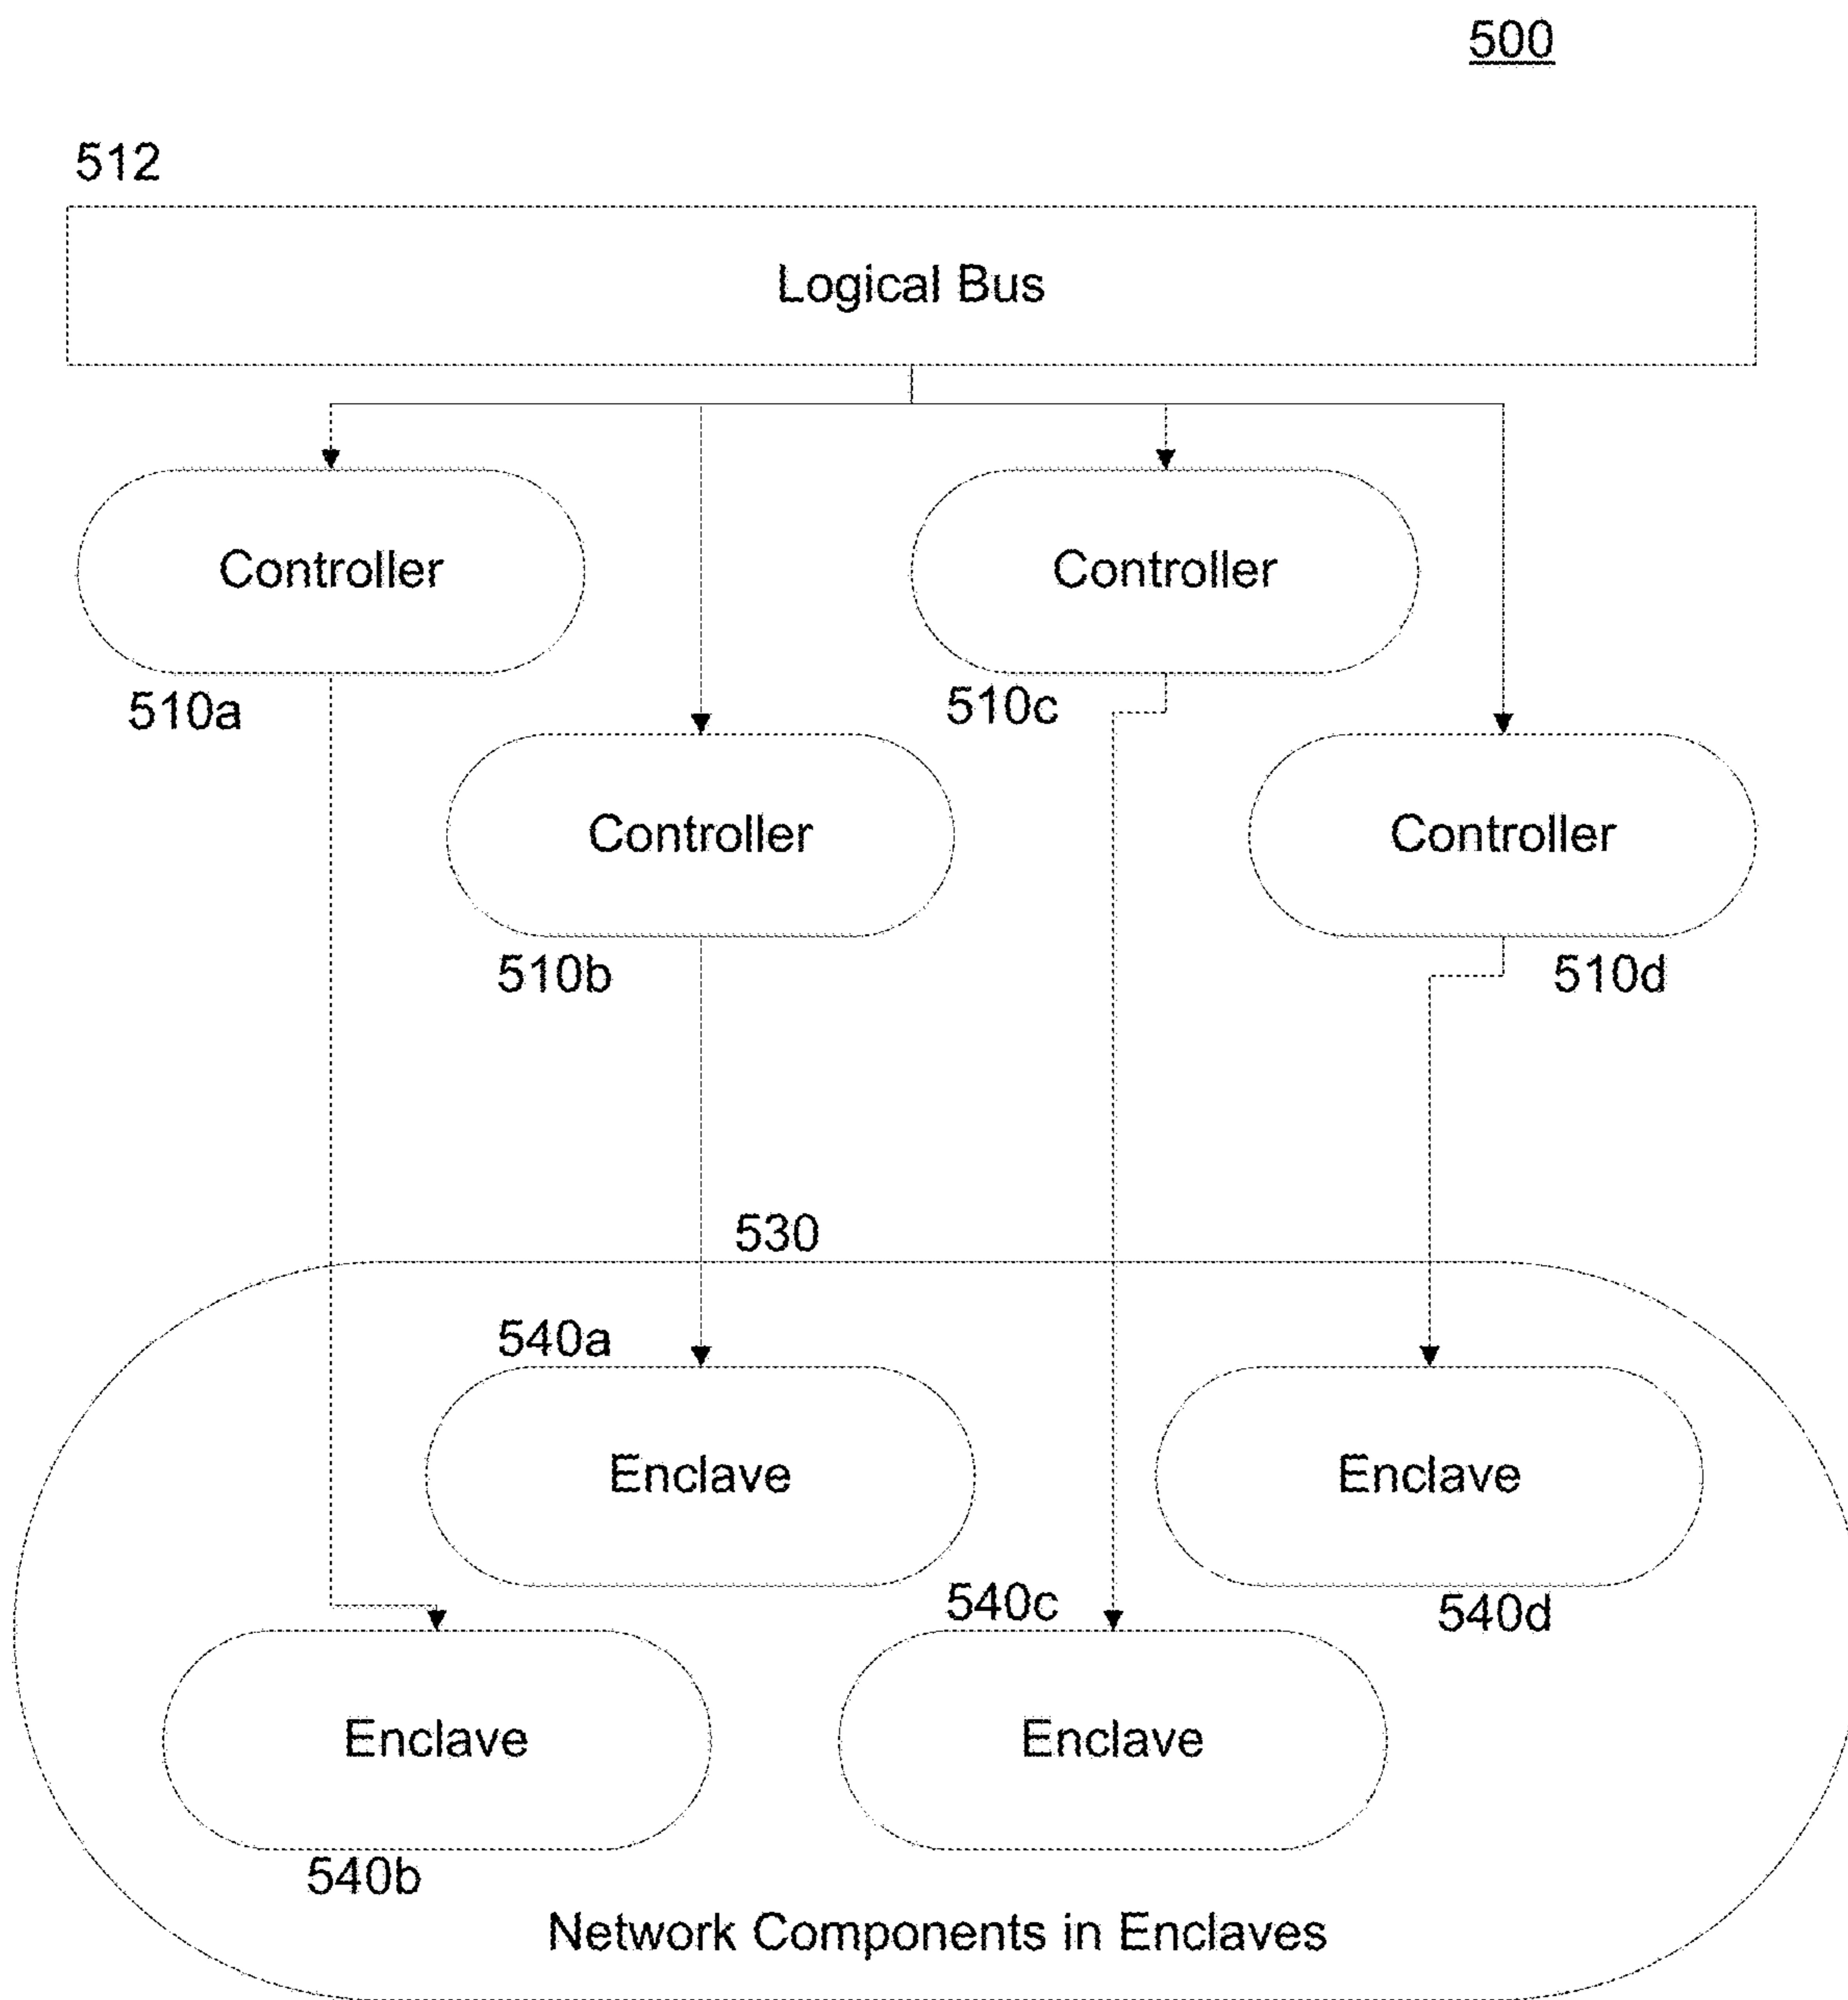 500
512
Logical Bus
Controller
Controller
510a
510c
Controller
Controller
510b
510d
530
540a
Enclave
Enclave
540c
540d
Enclave
Enclave
540b
Network Components in Enclaves